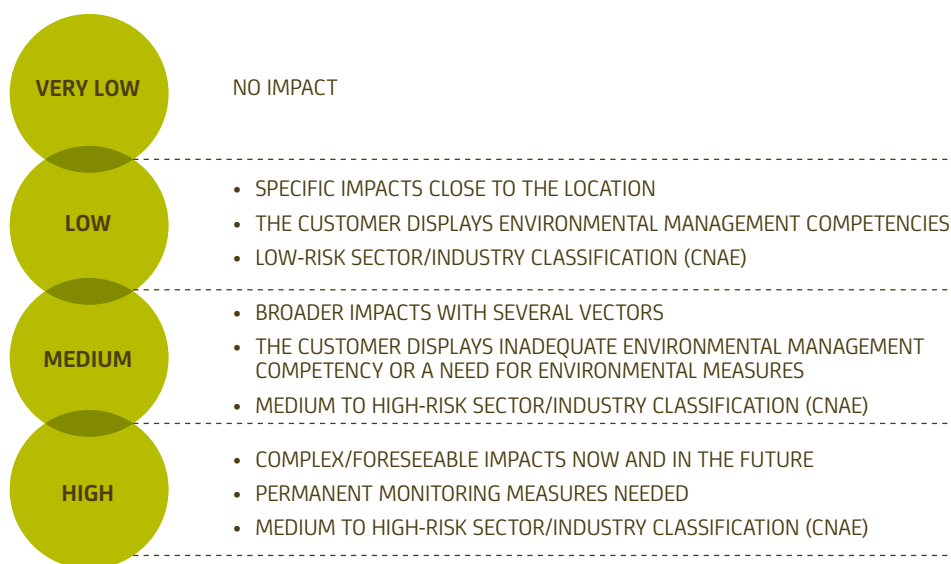 VERY LOW
NO IMPACT
LOW
• SPECIFIC IMPACTS CLOSE TO THE LOCATION
• THE CUSTOMER DISPLAYS ENVIRONMENTAL MANAGEMENT COMPETENCIES
• LOW-RISK SECTOR/INDUSTRY CLASSIFICATION (CNAE)
MEDIUM
• BROADER IMPACTS WITH SEVERAL VECTORS
• THE CUSTOMER DISPLAYS INADEQUATE ENVIRONMENTAL MANAGEMENT
COMPETENCY OR A NEED FOR ENVIRONMENTAL MEASURES
• MEDIUM TO HIGH-RISK SECTOR/INDUSTRY CLASSIFICATION (CNAE)
HIGH
• COMPLEX/FORESEEABLE IMPACTS NOW AND IN THE FUTURE
• PERMANENT MONITORING MEASURES NEEDED
• MEDIUM TO HIGH-RISK SECTOR/INDUSTRY CLASSIFICATION (CNAE)